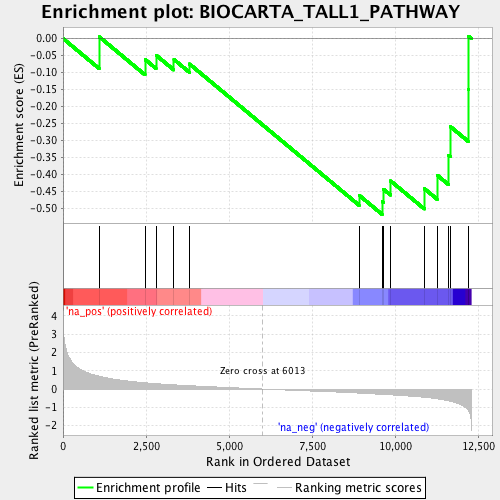 Enrichment plot: BIOCARTA_TALL1_PATHWAY
Enrichment score (ES)
0.00
-0.05
-0.10
-0.15
-0.20
-0.25
-0.30
-0.35
-0.40
-0.45
-0.50
'na_pos' (positively correlated)
Ranked list metric (PreRanked)
4
3
2
1
0
-1
-2
Zero cross at 6013
'na_neg' (negatively correlated)
0 2,500 5,000 7,500 10,000 12,500
Rank in Ordered Dataset
Enrichment profile Hits Ranking metric scores